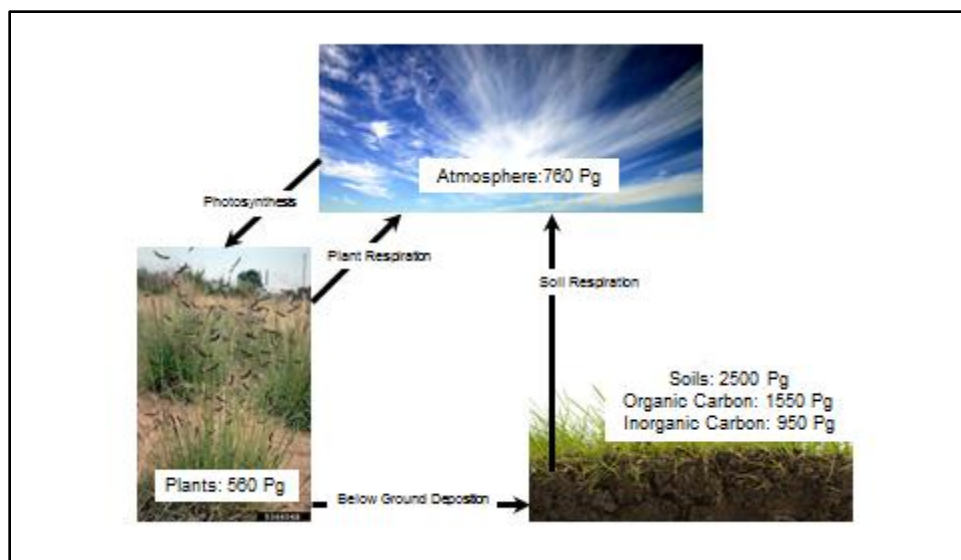 Atmosphere:760 Pg
Photosynthesis
Plant Respiration
Soil Respiration
Soils: 2500 Pg
Organic Carbon: 1550 Pg
Inorganic Carbon: 950 Pg
Plants: 560 Pg
Below Ground Deposition